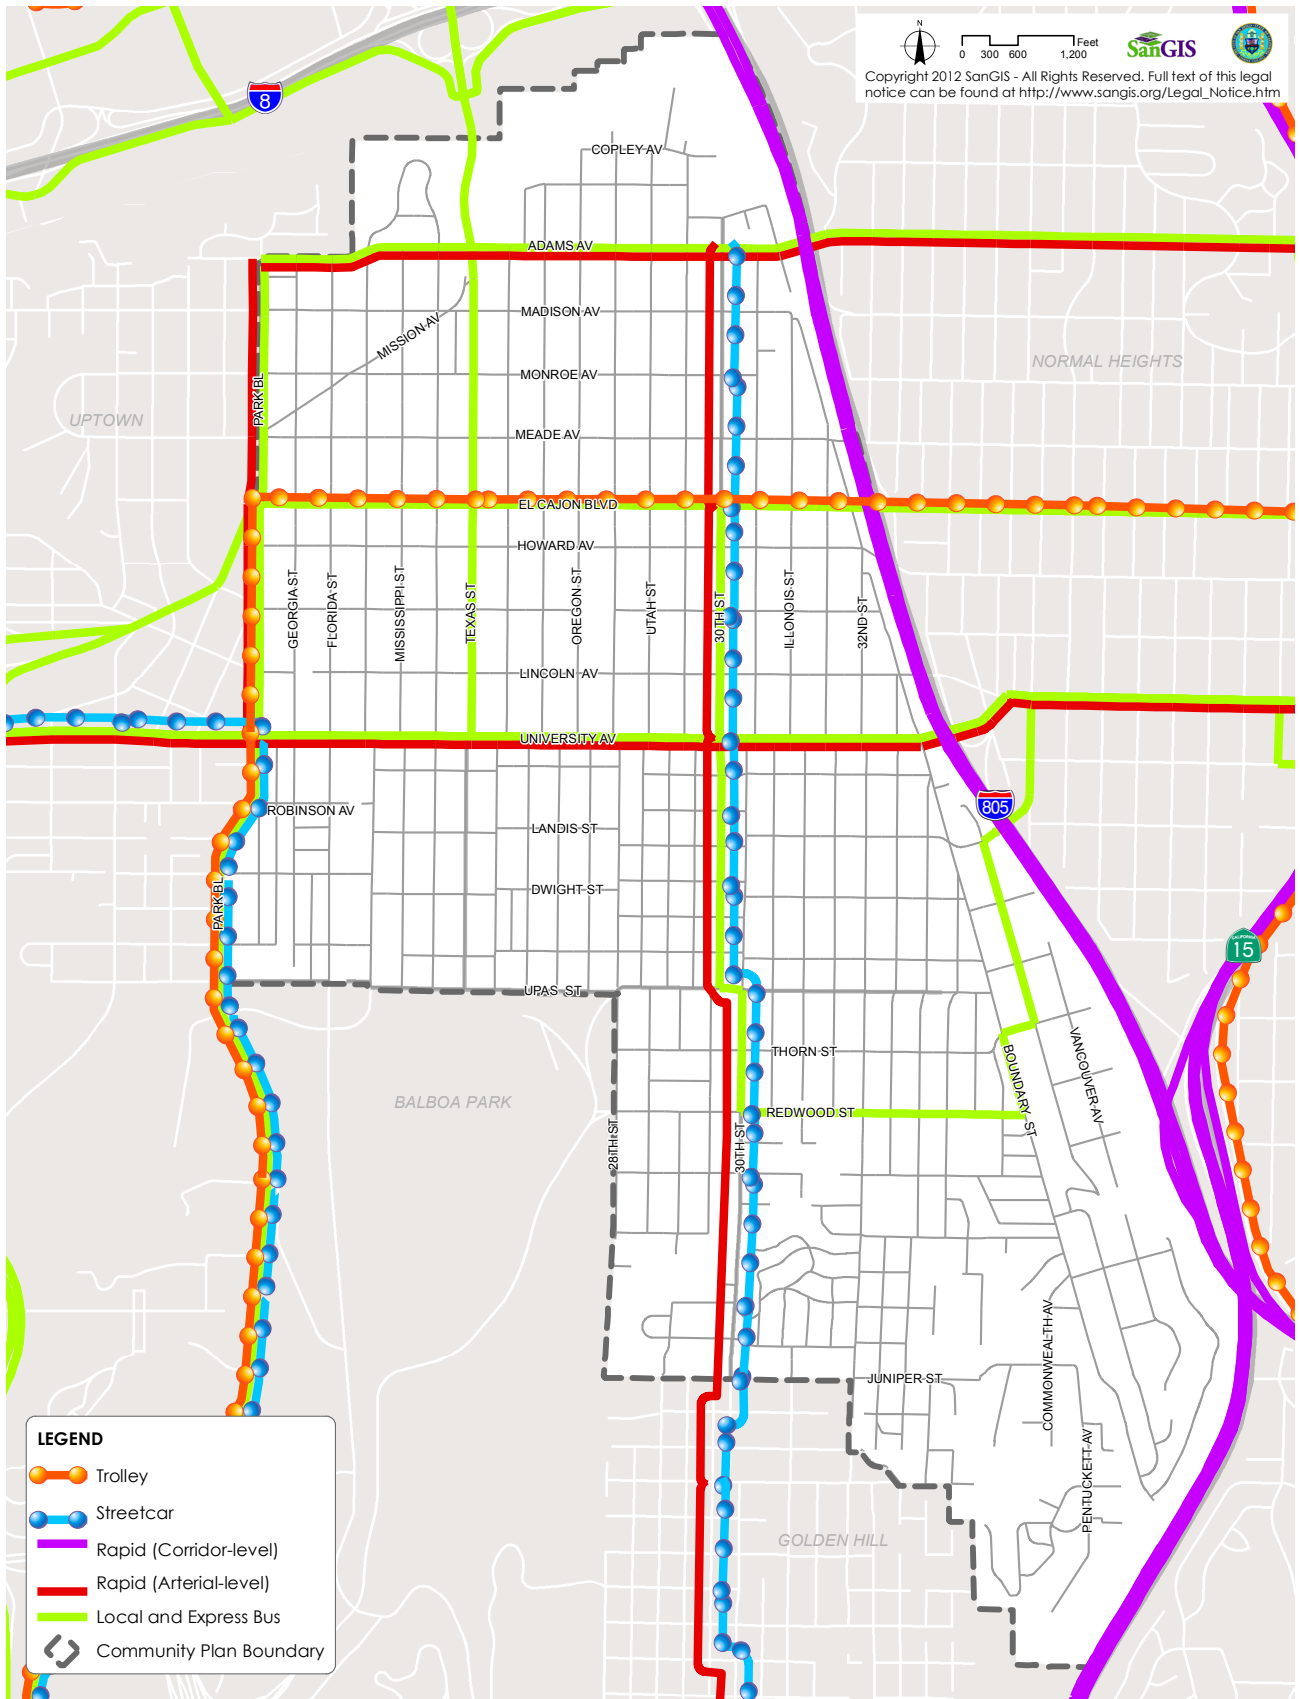 N
Feet
0 300 600 1,200
SanGIS
Copyright 2012 SanGIS - All Rights Reserved. Full text of this legal
notice can be found at http://www.sangis.org/Legal_Notice.htm
8
COPLEY AV
ADAMS AV
MADISON AV
MISSION AV
NORMAL HEIGHTS
MONROE AV
PARK BL
UPTOWN
MEADE AV
EL CAJON BLVD
HOWARD AV
GEORGIA ST
FLORIDA ST
MISSISSIPPI ST
TEXAS ST
OREGON ST
UTAH ST
30TH ST
ILLINOIS ST
32ND ST
LINCOLN AV
UNIVERSITY AV
805
ROBINSON AV
LANDIS ST
DWIGHT ST
PARK BL
CALIFORNIA
15
UPAS ST
THORN ST
BOUNDARY ST
VANCOUVER AV
BALBOA PARK
REDWOOD ST
28TH ST
30TH ST
COMMONWEALTH AV
JUNIPER ST
PENTUCKETT AV
GOLDEN HILL
LEGEND
Trolley
Streetcar
Rapid (Corridor-level)
Rapid (Arterial-level)
Local and Express Bus
Community Plan Boundary